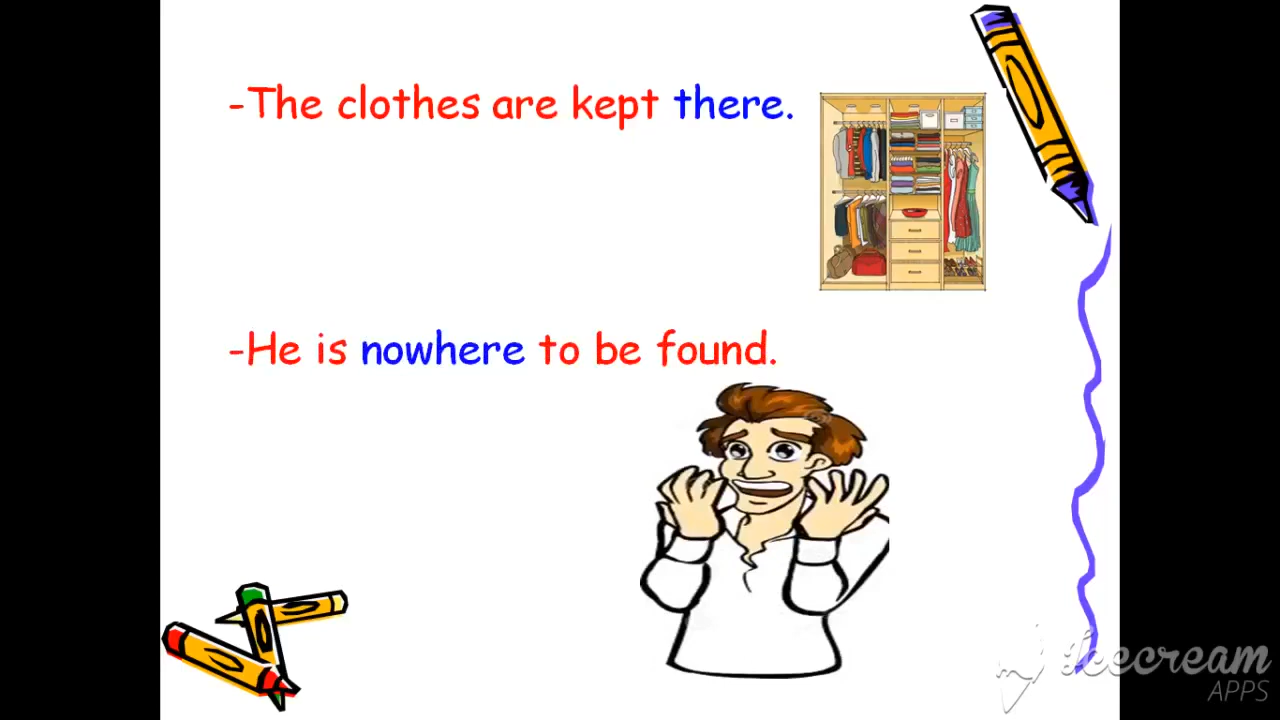 -The clothes are kept there.
-He is nowhere to be found.
Icecream
APPS